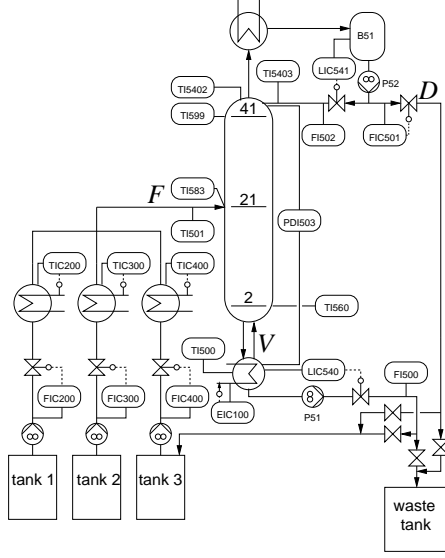 B51
TI5402
TI5403
LIC541
P52
D
TI599
41
FI502
FIC501
F
TI583
21
TI501
PDI503
TIC200
TIC300
TIC400
2
TI560
V
TI500
LIC540
FI500
FIC200
FIC300
FIC400
EIC100
P51
tank 1
tank 2
tank 3
waste
tank